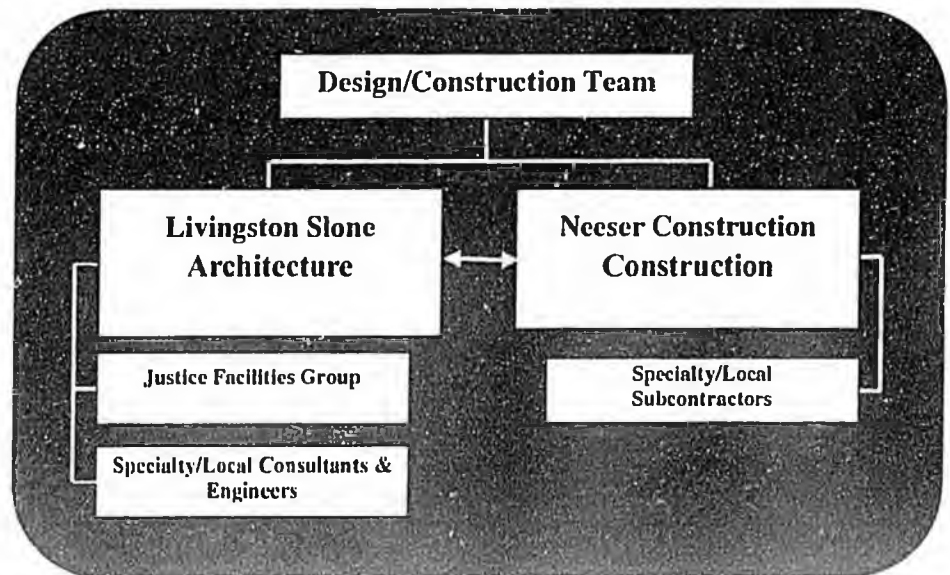 Design/Construction Team
Livingston Slone
Architecture
Neeser Construction
Construction
Justice Facilities Group
Specialty/Local
Subcontractors
Specialty/Local Consultants &
Engineers